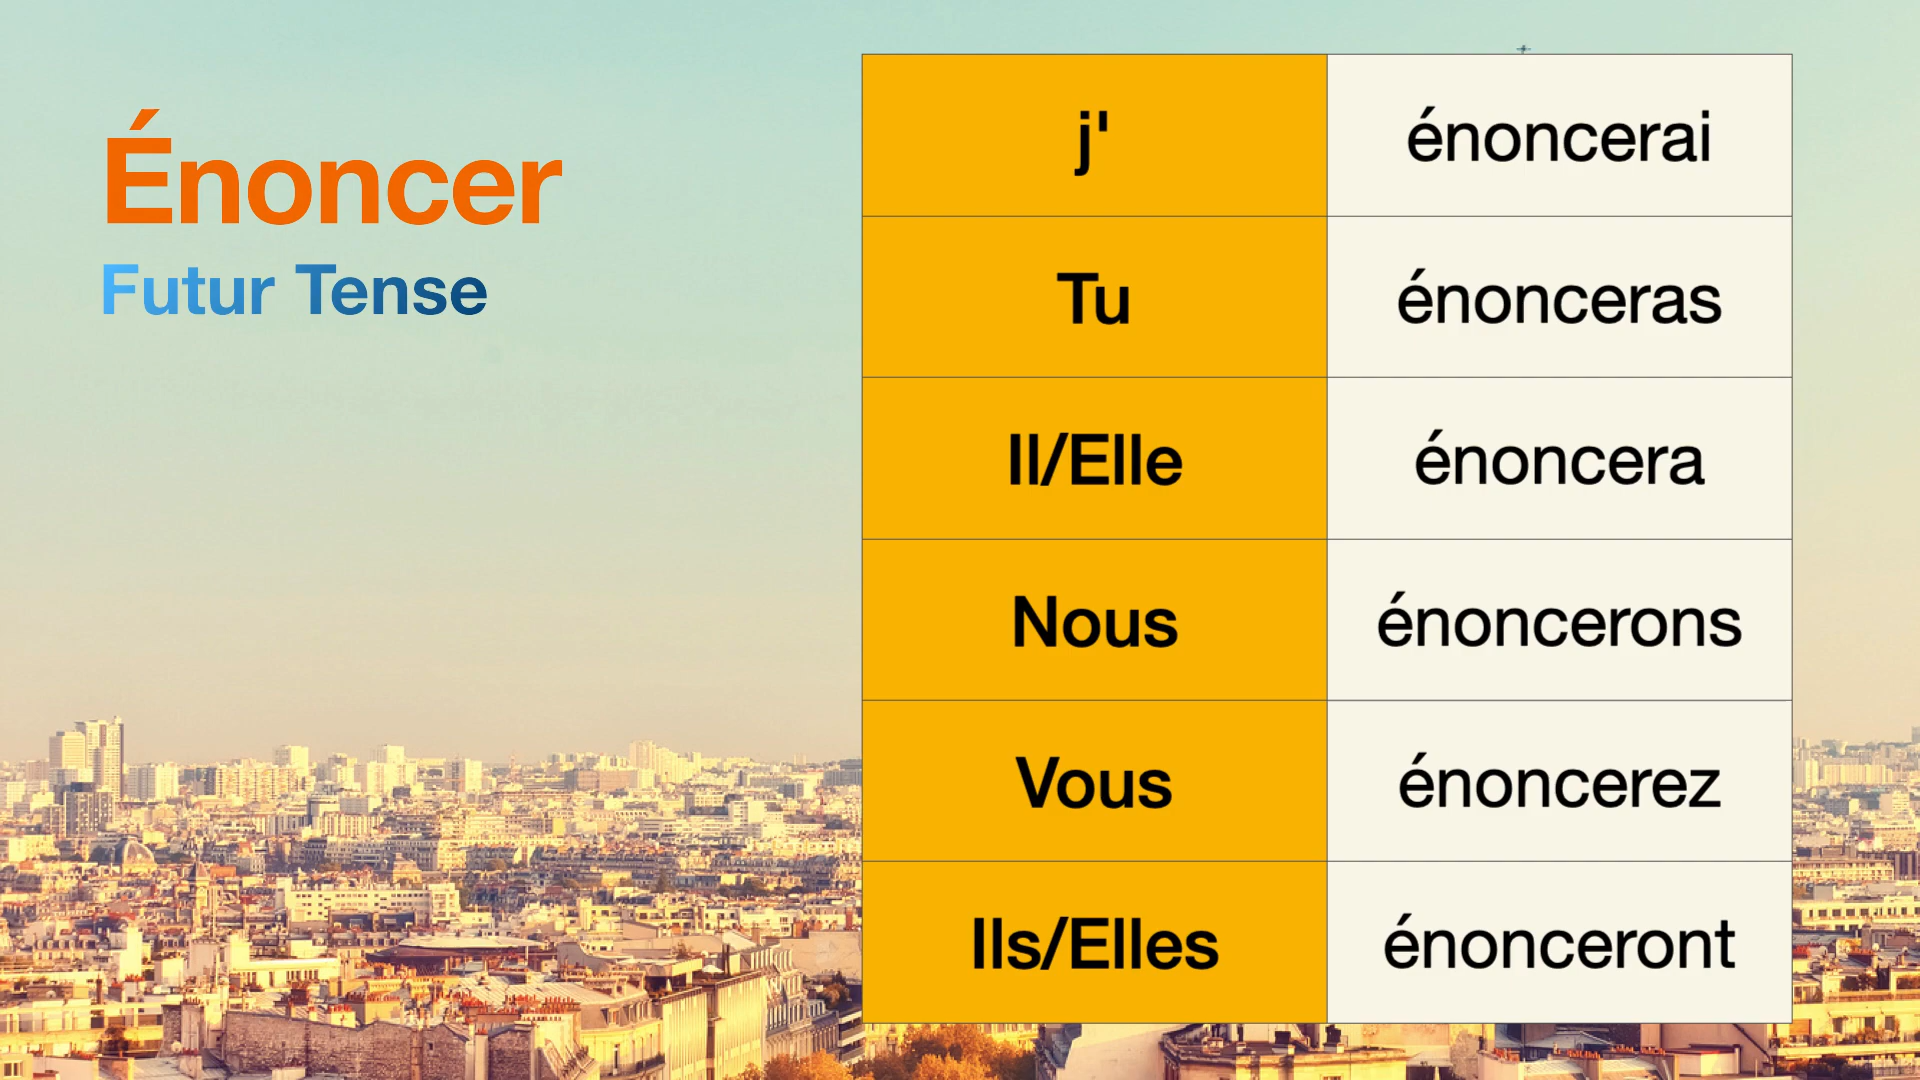 Énoncer
Futur Tense
j' énoncerai
Tu énonceras
Il/Elle énoncera
Nous énoncerons
Vous énoncerez
Ils/Elles énonceront